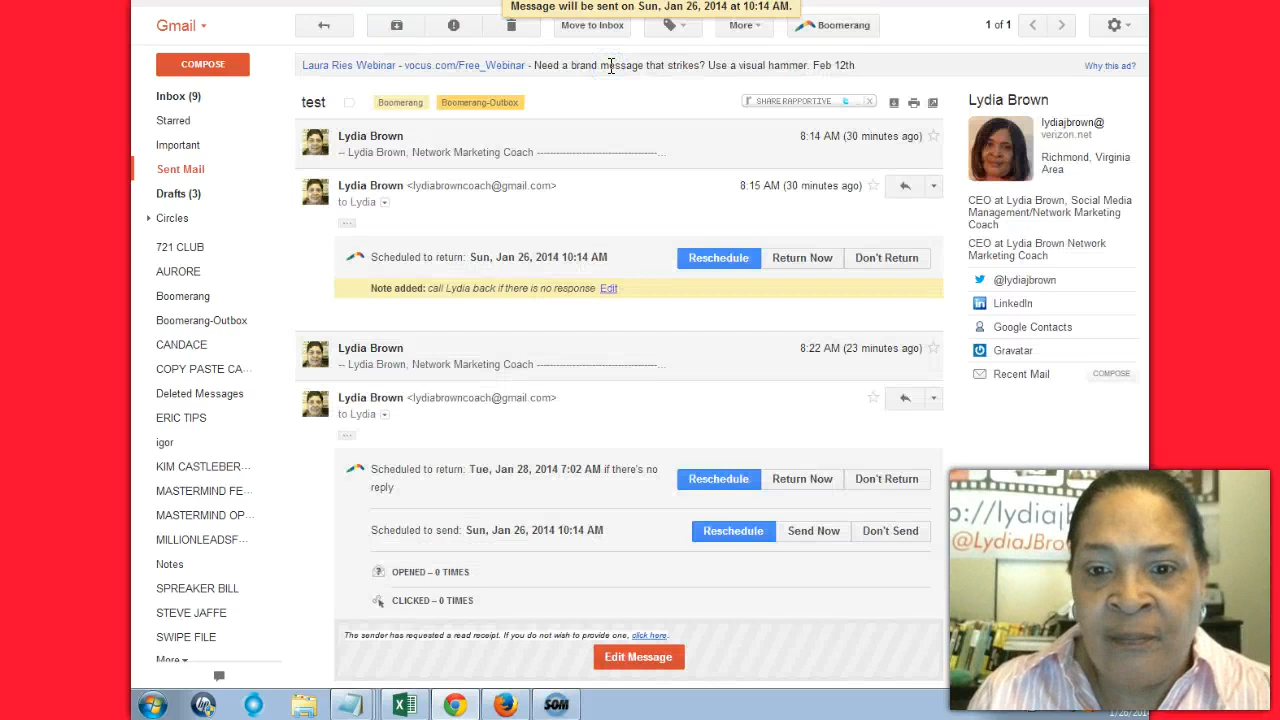 Message will be sent on Sun, Jan 26, 2014 at 10:14 AM.
Gmail
Move to Inbox
More
Boomerang
1 of 1
COMPOSE
Laura Ries Webinar - vocus.com/Free_Webinar - Need a brand message that strikes? Use a visual hammer. Feb 12th
Why this ad?
Inbox (9)
Starred
Important
Sent Mail
Drafts (3)
Circles
721 CLUB
AURORE
Boomerang
Boomerang-Outbox
CANDACE
COPY PASTE CA...
Deleted Messages
ERIC TIPS
igor
KIM CASTLEBER...
MASTERMIND FE...
MASTERMIND OP...
MILLIONLEADSF...
Notes
SPREAKER BILL
STEVE JAFFE
SWIPE FILE
More
test
Boomerang
Boomerang-Outbox
SHARE RAPPORTIVE
Lydia Brown
8:14 AM (30 minutes ago)
-- Lydia Brown, Network Marketing Coach -----------------------------------...
Lydia Brown <lydiabrowncoach@gmail.com>
8:15 AM (30 minutes ago)
to Lydia
...
Scheduled to return: Sun, Jan 26, 2014 10:14 AM
Reschedule
Return Now
Don't Return
Note added: call Lydia back if there is no response Edit
Lydia Brown
8:22 AM (23 minutes ago)
-- Lydia Brown, Network Marketing Coach -----------------------------------...
Lydia Brown <lydiabrowncoach@gmail.com>
to Lydia
...
Scheduled to return: Tue, Jan 28, 2014 7:02 AM if there's no
reply
Reschedule
Return Now
Don't Return
Scheduled to send: Sun, Jan 26, 2014 10:14 AM
Reschedule
Send Now
Don't Send
OPENED – 0 TIMES
CLICKED – 0 TIMES
The sender has requested a read receipt. If you do not wish to provide one, click here.
Edit Message
Lydia Brown
lydiajbrown@
verizon.net
Richmond, Virginia
Area
CEO at Lydia Brown, Social Media
Management/Network Marketing
Coach
CEO at Lydia Brown Network
Marketing Coach
@lydiajbrown
LinkedIn
Google Contacts
Gravatar
Recent Mail
COMPOSE
p://lydiaj
@LydiaJBro
hp
SOM